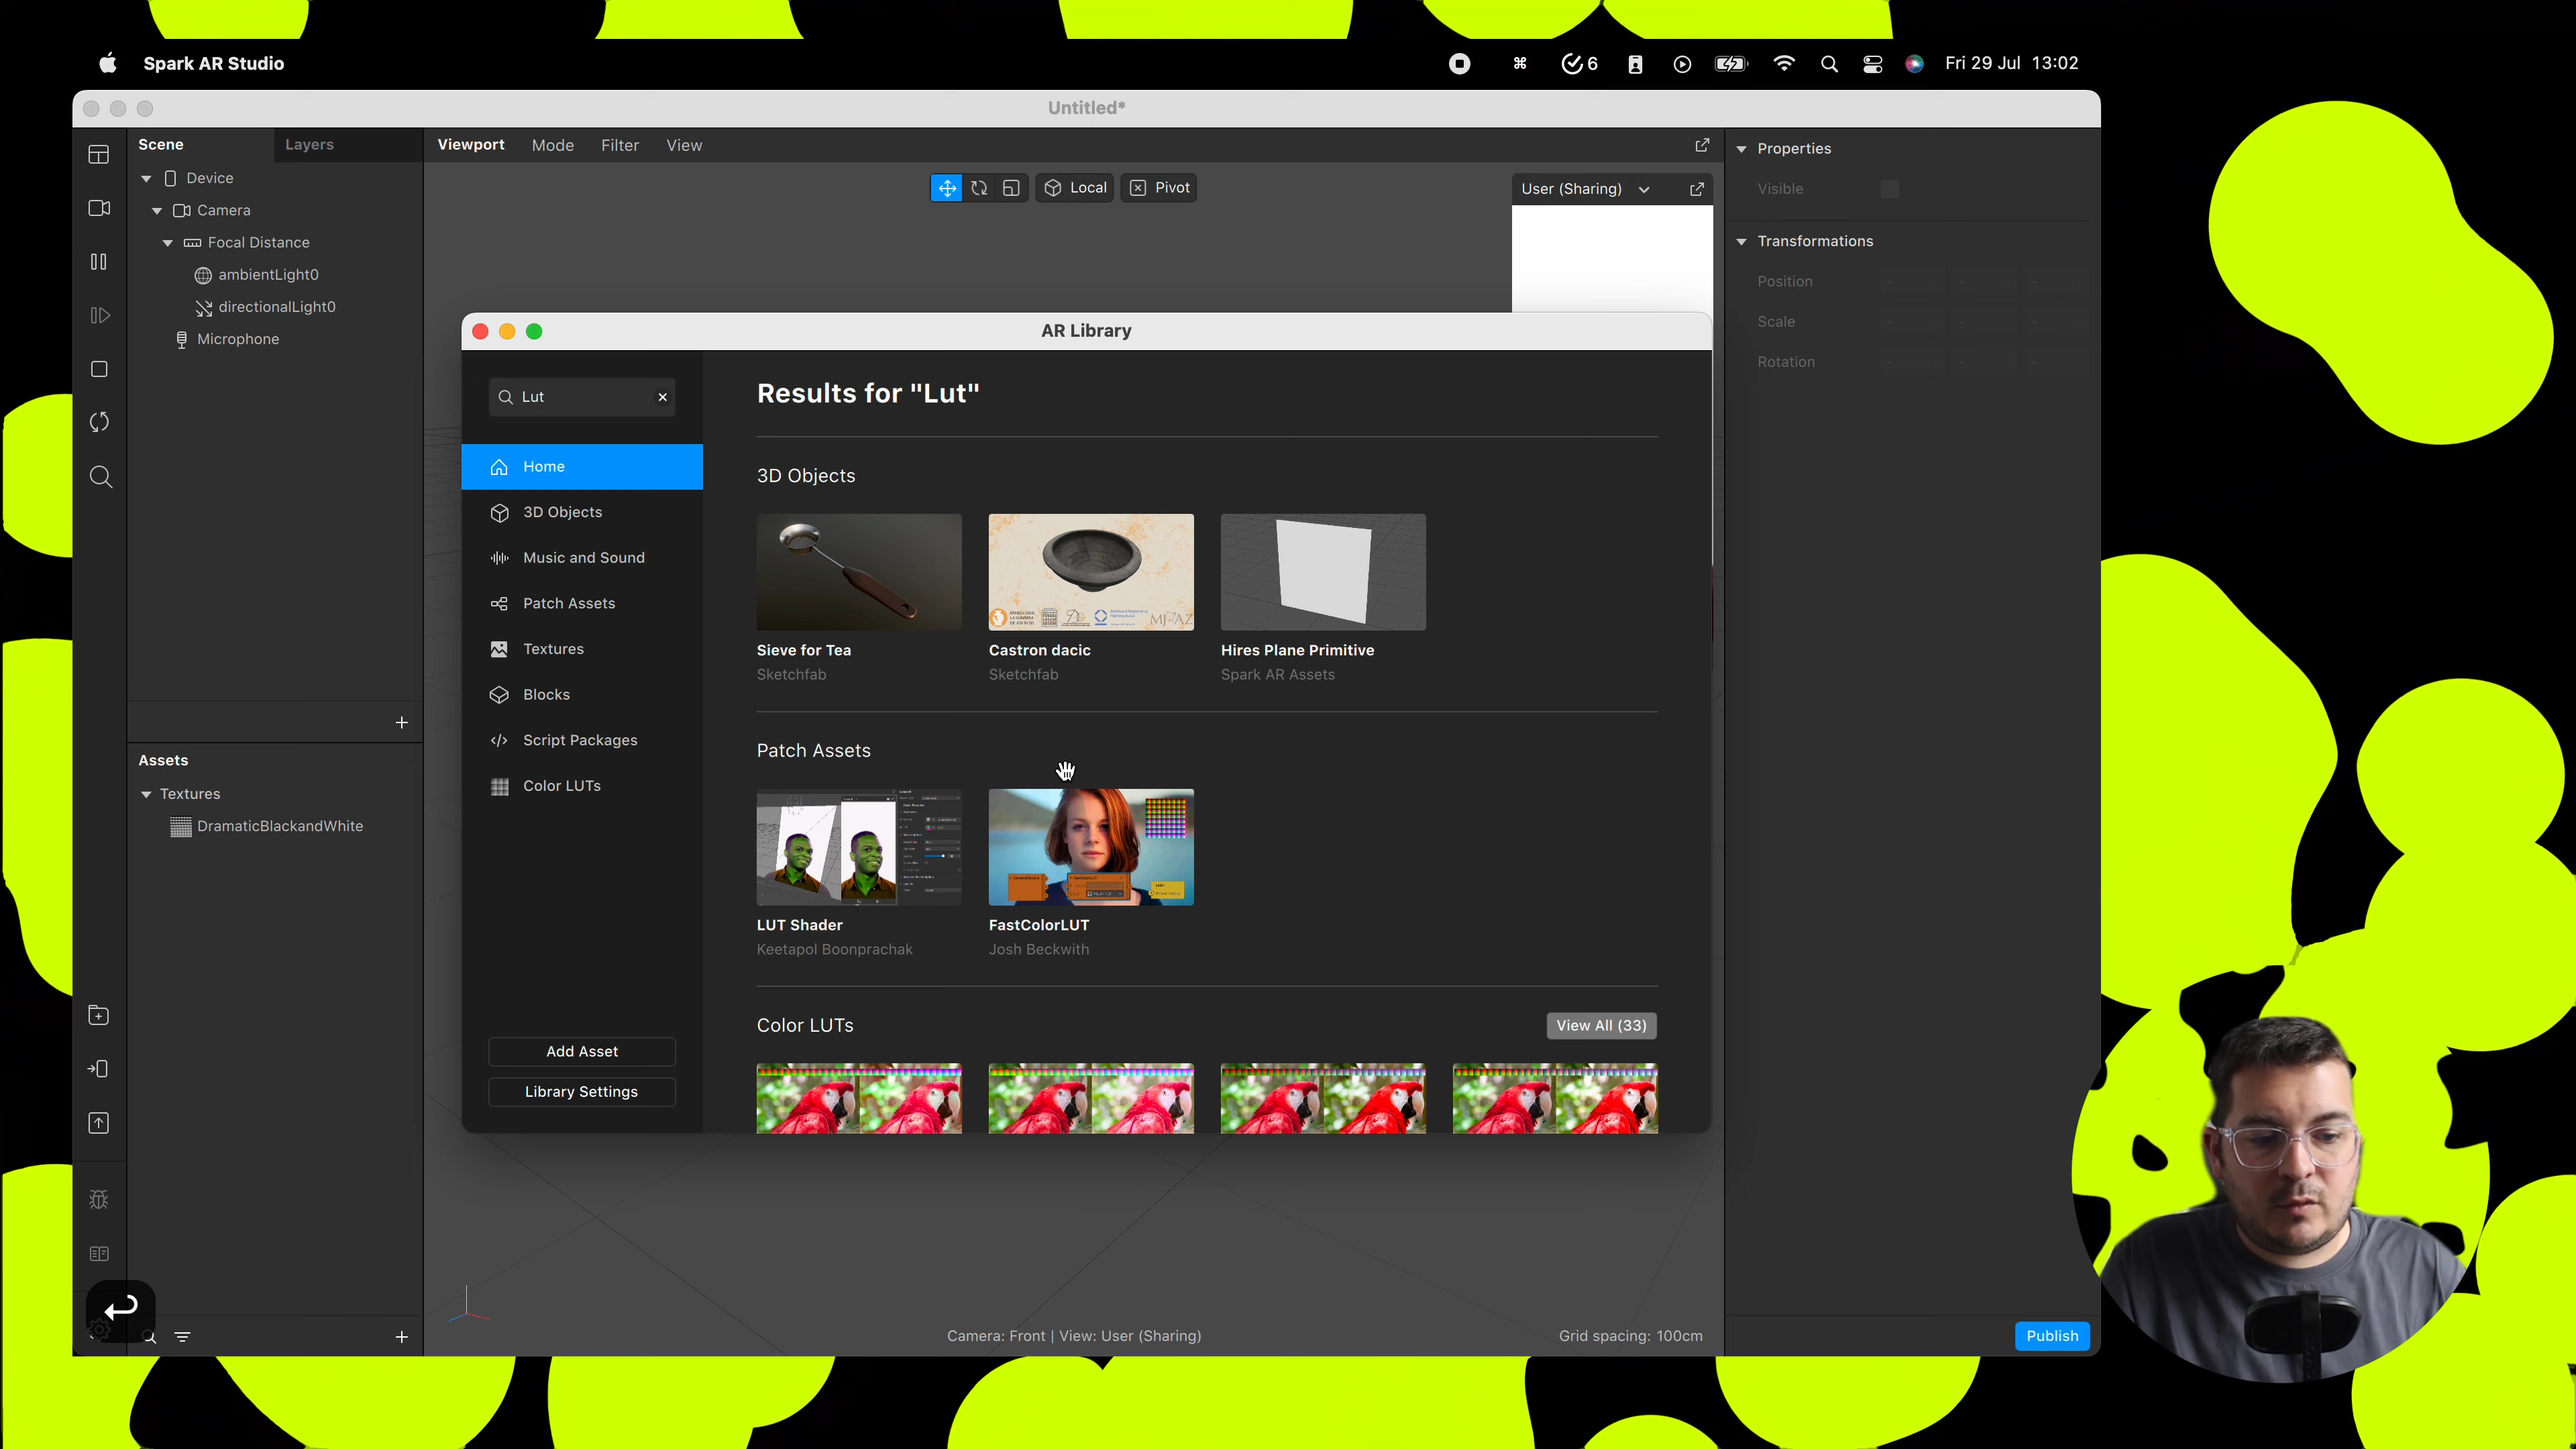 Spark AR Studio
6
Fri 29 Jul 13:02
Untitled*
Scene
Layers
Viewport
Mode
Filter
View
Device
Camera
Focal Distance
ambientLight0
directionalLight0
Microphone
Local
Pivot
User (Sharing)
Properties
Visible
Transformations
Position
Scale
Rotation
AR Library
Lut
Home
3D Objects
Music and Sound
Patch Assets
Textures
Blocks
Script Packages
Color LUTs
Add Asset
Library Settings
Results for "Lut"
3D Objects
MJ AZ
Sieve for Tea
Sketchfab
Castron dacic
Sketchfab
Hires Plane Primitive
Spark AR Assets
Patch Assets
LUT Shader
Keetapol Boonprachak
FastColorLUT
Josh Beckwith
Color LUTs
View All (33)
Assets
Textures
DramaticBlackandWhite
Camera: Front | View: User (Sharing)
Grid spacing: 100cm
Publish